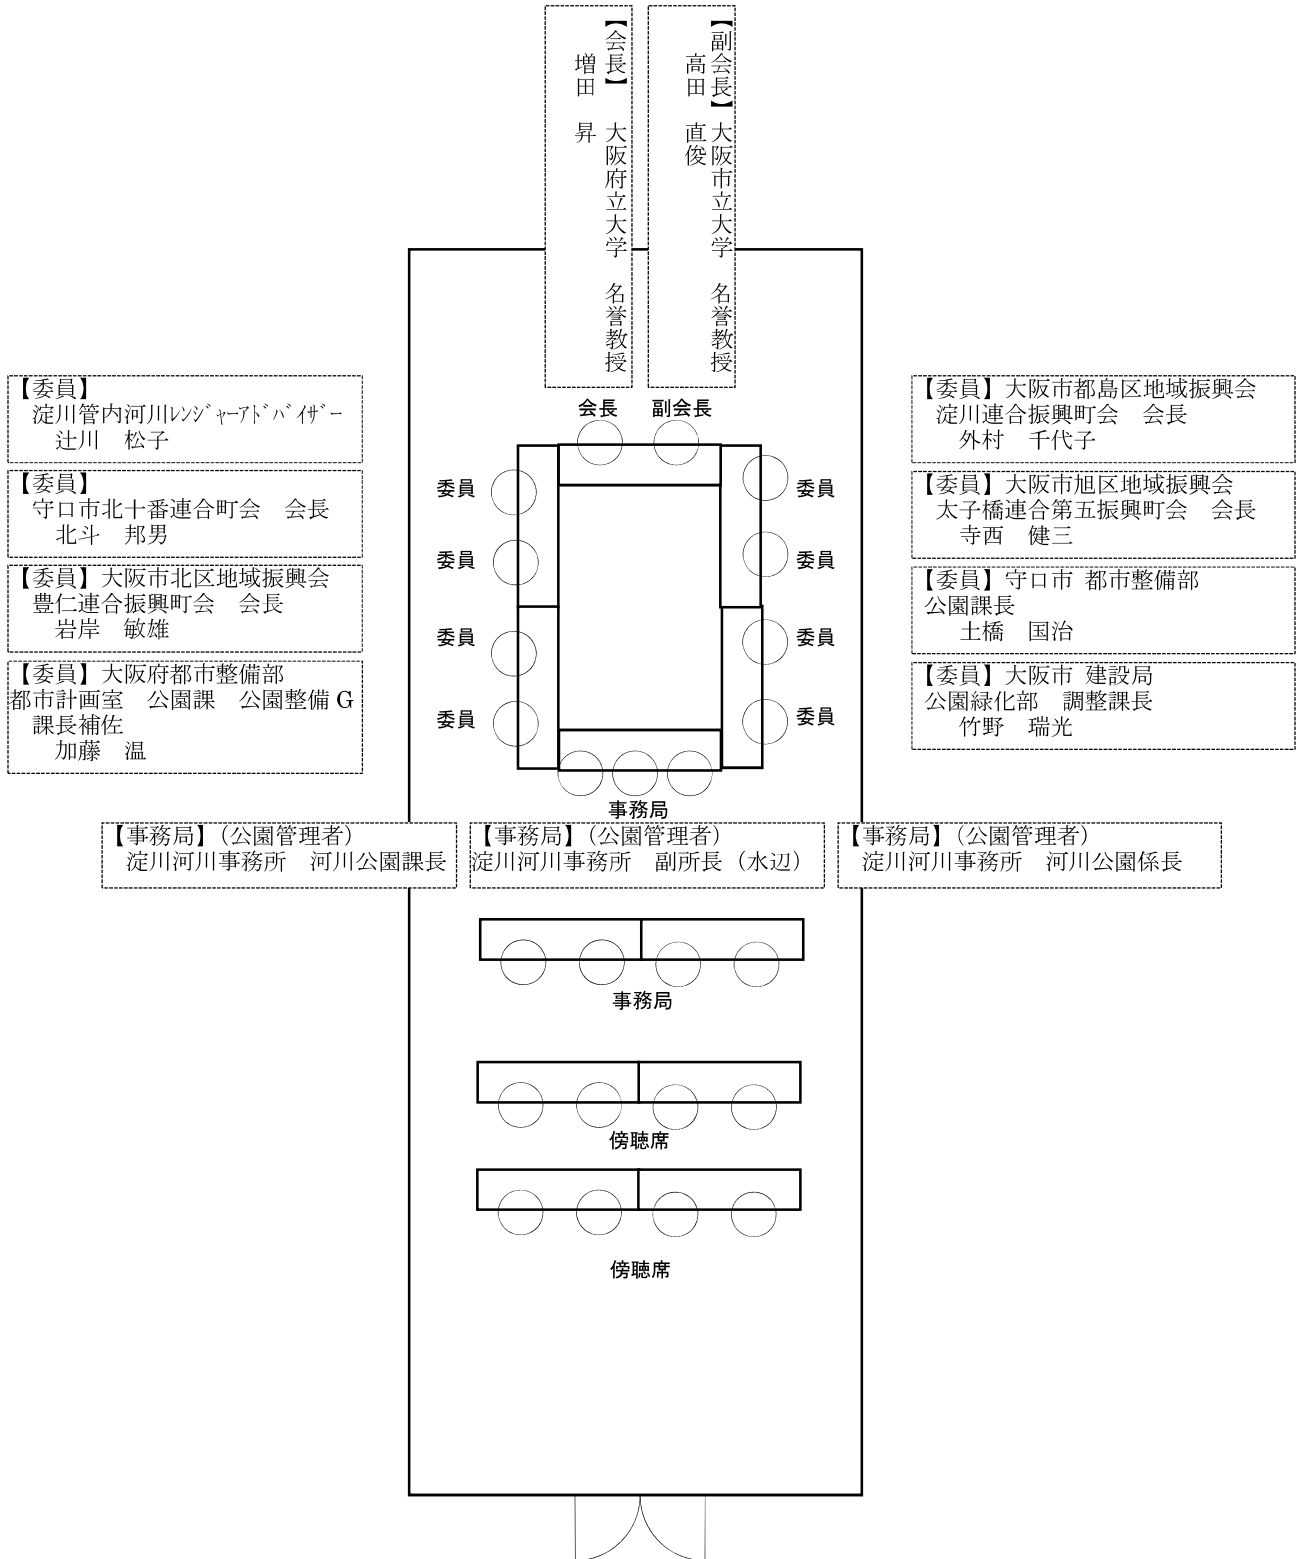 【副会長】大阪市立大学　名誉教授
高田　直俊
【会長】　大阪府立大学　名誉教授
増田　昇
【委員】
淀川管内河川ﾚﾝｼﾞｬｰｱﾄﾞﾊﾞｲｻﾞｰ
辻川　松子
【委員】
守口市北十番連合町会　会長
北斗　邦男
【委員】大阪市北区地域振興会
豊仁連合振興町会　会長
岩岸　敏雄
【委員】大阪府都市整備部
都市計画室　公園課　公園整備 G
課長補佐
加藤　温
会長
副会長
委員
委員
委員
委員
委員
委員
委員
委員
事務局
【委員】大阪市都島区地域振興会
淀川連合振興町会　会長
外村　千代子
【委員】大阪市旭区地域振興会
太子橋連合第五振興町会　会長
寺西　健三
【委員】守口市 都市整備部
公園課長
土橋　国治
【委員】大阪市 建設局
公園緑化部　調整課長
竹野　瑞光
【事務局】（公園管理者）
淀川河川事務所　河川公園課長
【事務局】（公園管理者）
淀川河川事務所　副所長（水辺）
【事務局】（公園管理者）
淀川河川事務所　河川公園係長
事務局
傍聴席
傍聴席